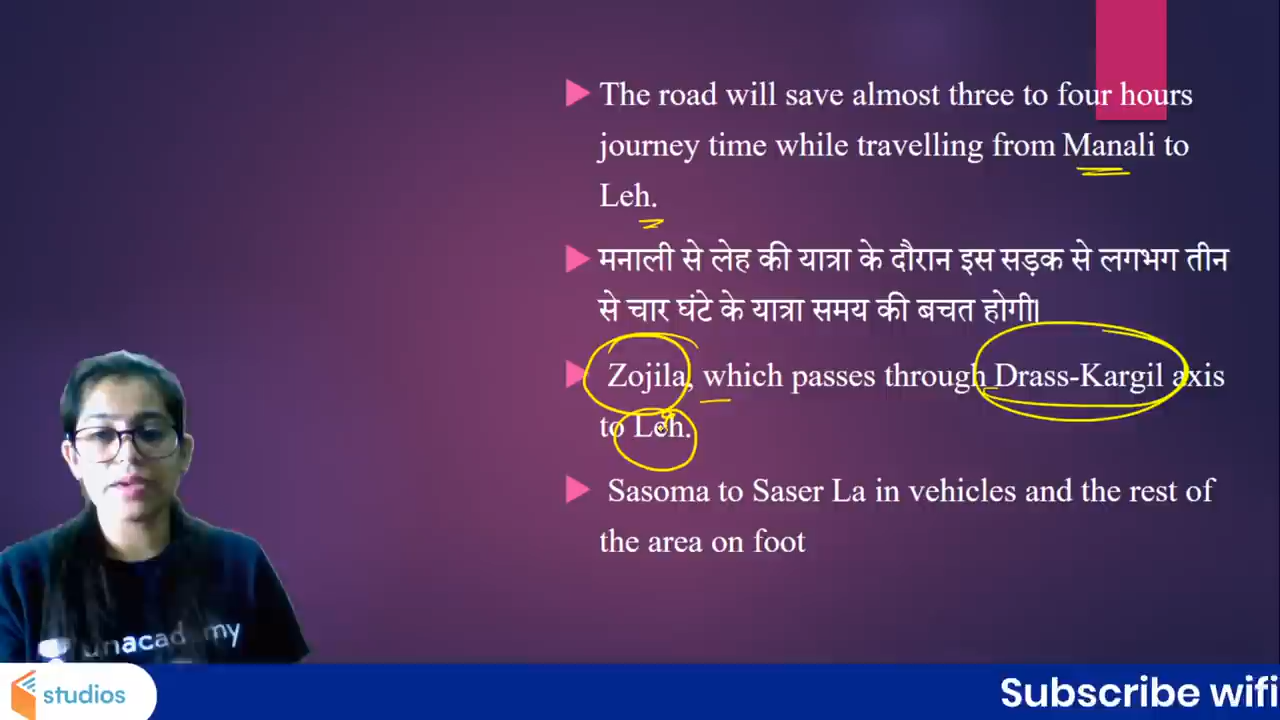 The road will save almost three to four hours
journey time while travelling from Manali to
Leh.
मनाली से लेह की यात्रा के दौरान इस सड़क से लगभग तीन
से चार घंटे के यात्रा समय की बचत होगी।
Zojila, which passes through Drass-Kargil axis
to Leh.
Sasoma to Saser La in vehicles and the rest of
the area on foot
unacademy
studios
Subscribe wifi